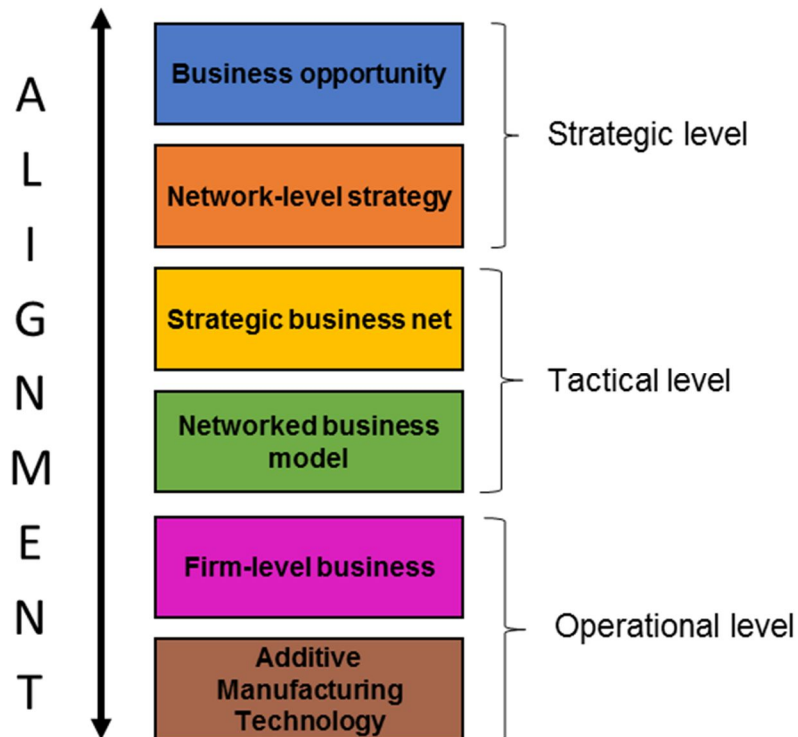 ALIGNMENT
Business opportunity
Network-level strategy
Strategic level
Strategic business net
Networked business
model
Tactical level
Firm-level business
Additive
Manufacturing
Technology
Operational level